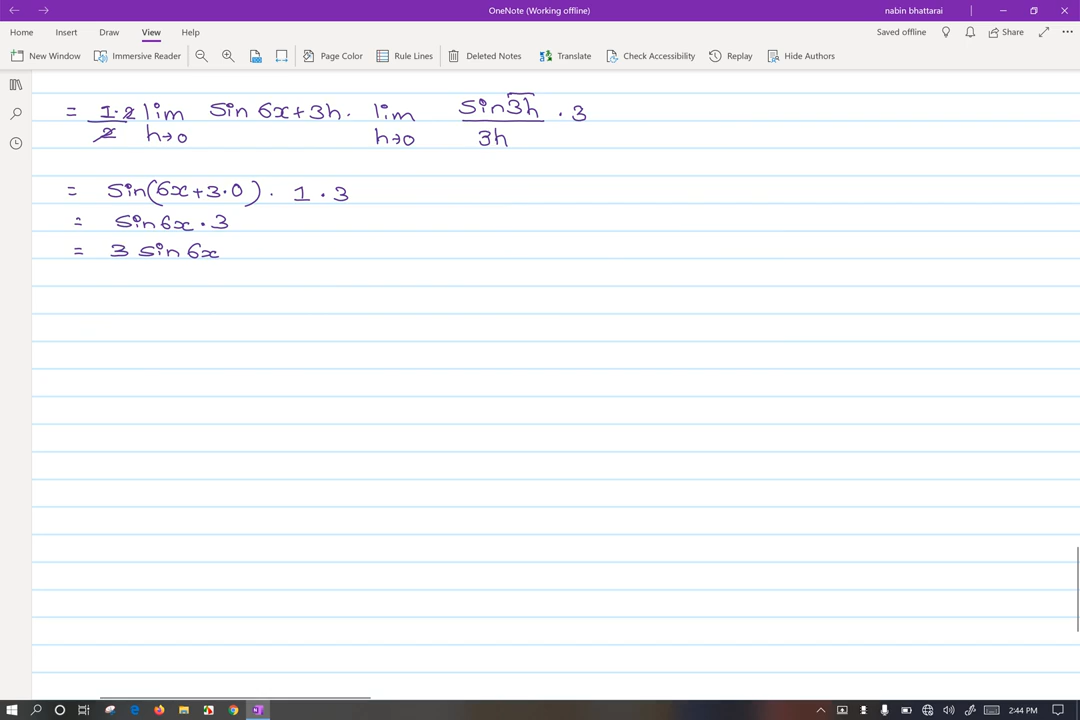 OneNote (Working offline)
nabin bhattarai
Home Insert Draw View Help
Saved offline
Share
New Window Immersive Reader Page Color Rule Lines Deleted Notes Translate Check Accessibility Replay Hide Authors
= 1·2/2 lim h→0 Sin 6x+3h · lim h→0 sin3h/3h · 3
= sin(6x+3·0) · 1 · 3
= sin6x · 3
= 3 sin 6x
2:44 PM